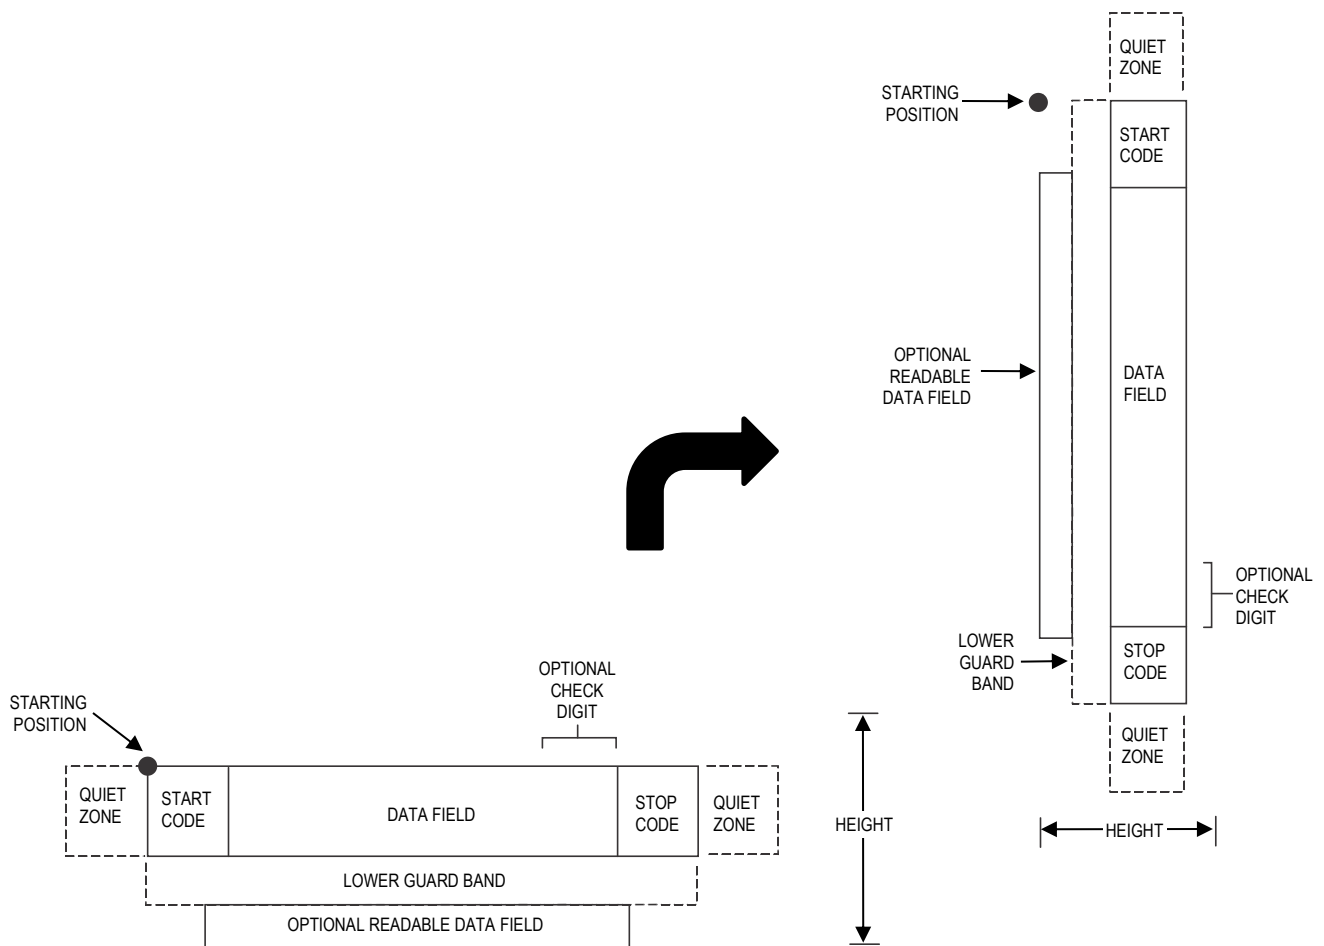 QUIET
ZONE
STARTING
POSITION
START
CODE
OPTIONAL
READABLE
DATA FIELD
DATA
FIELD
OPTIONAL
CHECK
DIGIT
LOWER
GUARD
BAND
STOP
CODE
QUIET
ZONE
HEIGHT
OPTIONAL
CHECK
DIGIT
STARTING
POSITION
QUIET
ZONE
START
CODE
DATA FIELD
STOP
CODE
QUIET
ZONE
HEIGHT
LOWER GUARD BAND
OPTIONAL READABLE DATA FIELD